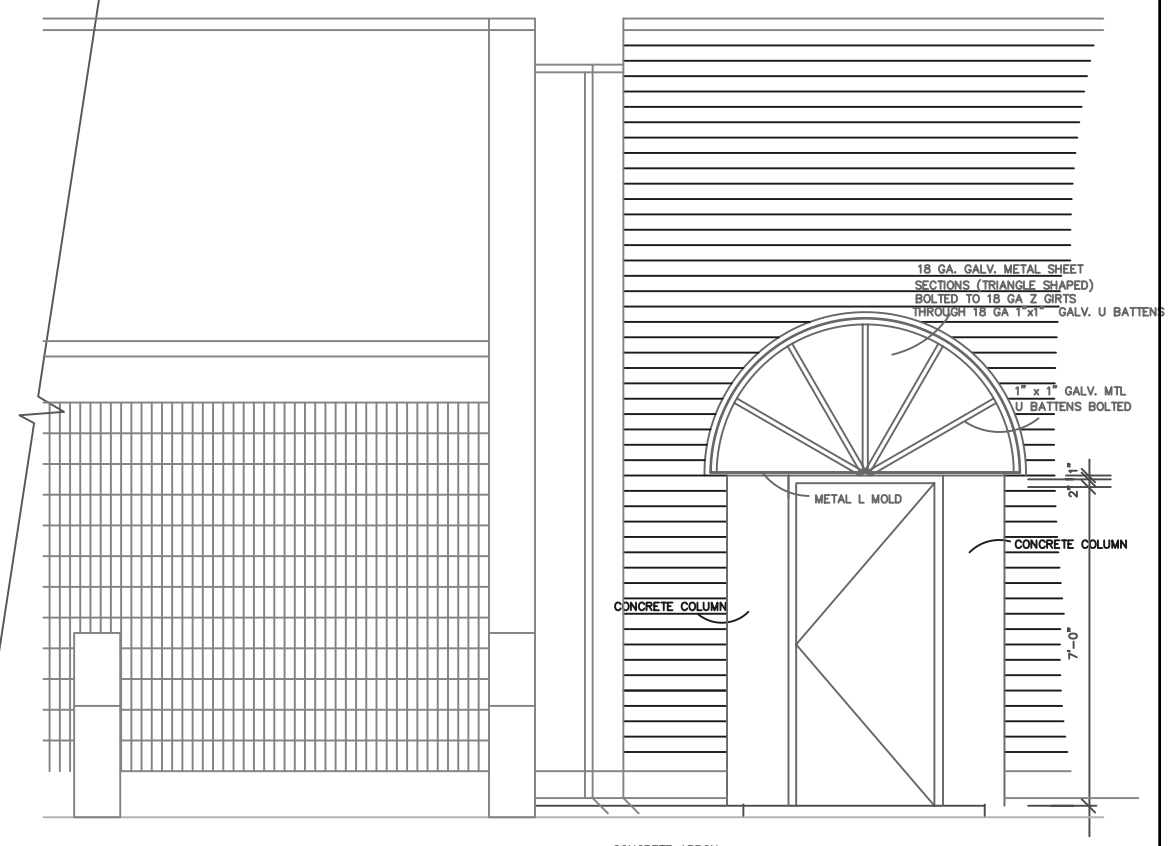 18 GA. GALV. METAL SHEET
SECTIONS (TRIANGLE SHAPED)
BOLTED TO 18 GA Z GIRTS
THROUGH 18 GA 1"x1" GALV. U BATTENS
1" x 1" GALV. MTL
U BATTENS BOLTED
1"
2"
METAL L MOLD
CONCRETE COLUMN
CONCRETE COLUMN
7'-0"